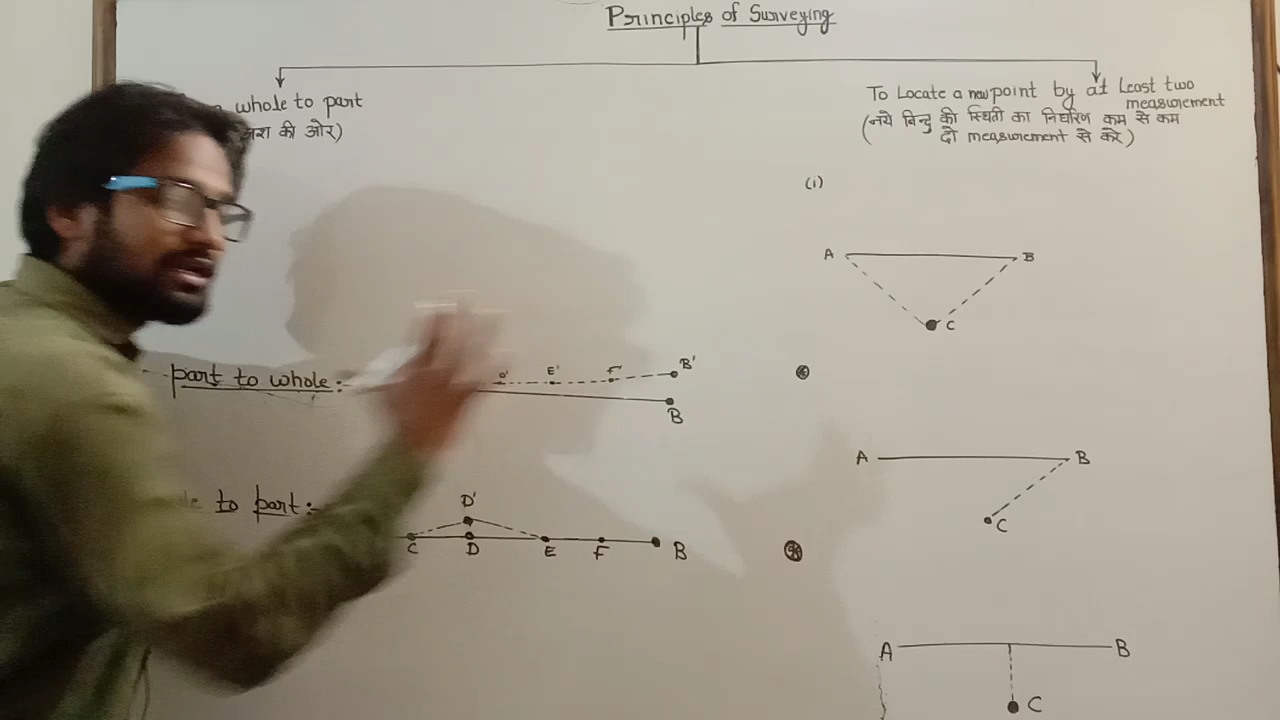 Principles of Surveying
whole to part
की ओर)
To Locate a new point by at Least two
measurement
(नये बिन्दु की स्थिती का निर्धारण कम से कम
दो measurement से करे)
(i)
A B
C
part to whole:
D' E' F' B'
B
A B
C
to part:-
D'
C D E F B
A B
C